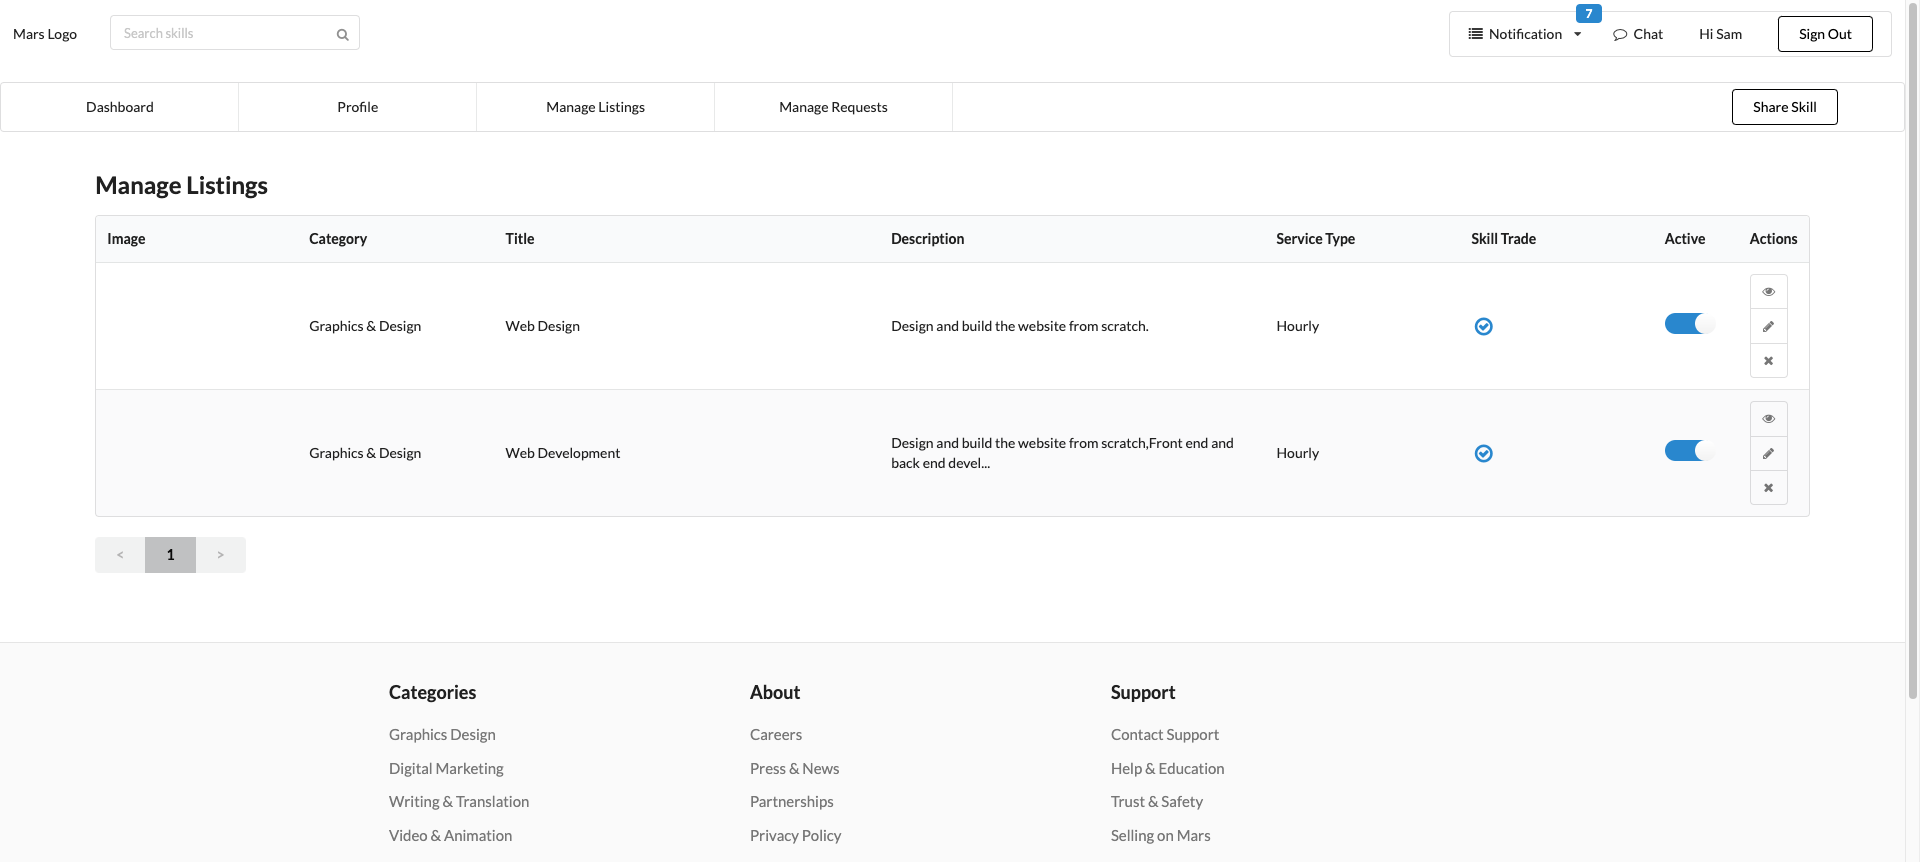 Mars Logo
Search skills
7
Notification
Chat
Hi Sam
Sign Out
Dashboard
Profile
Manage Listings
Manage Requests
Share Skill
Manage Listings
Image Category Title Description Service Type Skill Trade Active Actions
Graphics & Design Web Design Design and build the website from scratch. Hourly
Graphics & Design Web Development Design and build the website from scratch,Front end and
back end devel... Hourly
< 1 >
Categories
Graphics Design
Digital Marketing
Writing & Translation
Video & Animation
About
Careers
Press & News
Partnerships
Privacy Policy
Support
Contact Support
Help & Education
Trust & Safety
Selling on Mars